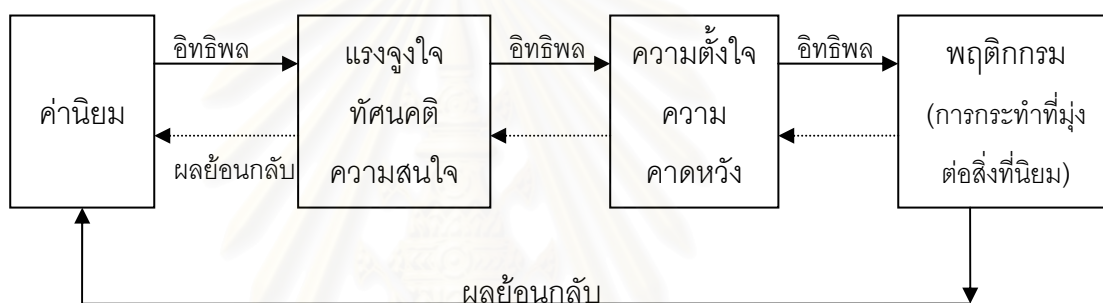 ค่านิยม
อิทธิพล
ผลย้อนกลับ
แรงจูงใจ
ทัศนคติ
ความสนใจ
อิทธิพล
ความตั้งใจ
ความ
คาดหวัง
อิทธิพล
พฤติกกรม
(การกระทำที่มุ่ง
ต่อสิ่งที่นิยม)
ผลย้อนกลับ